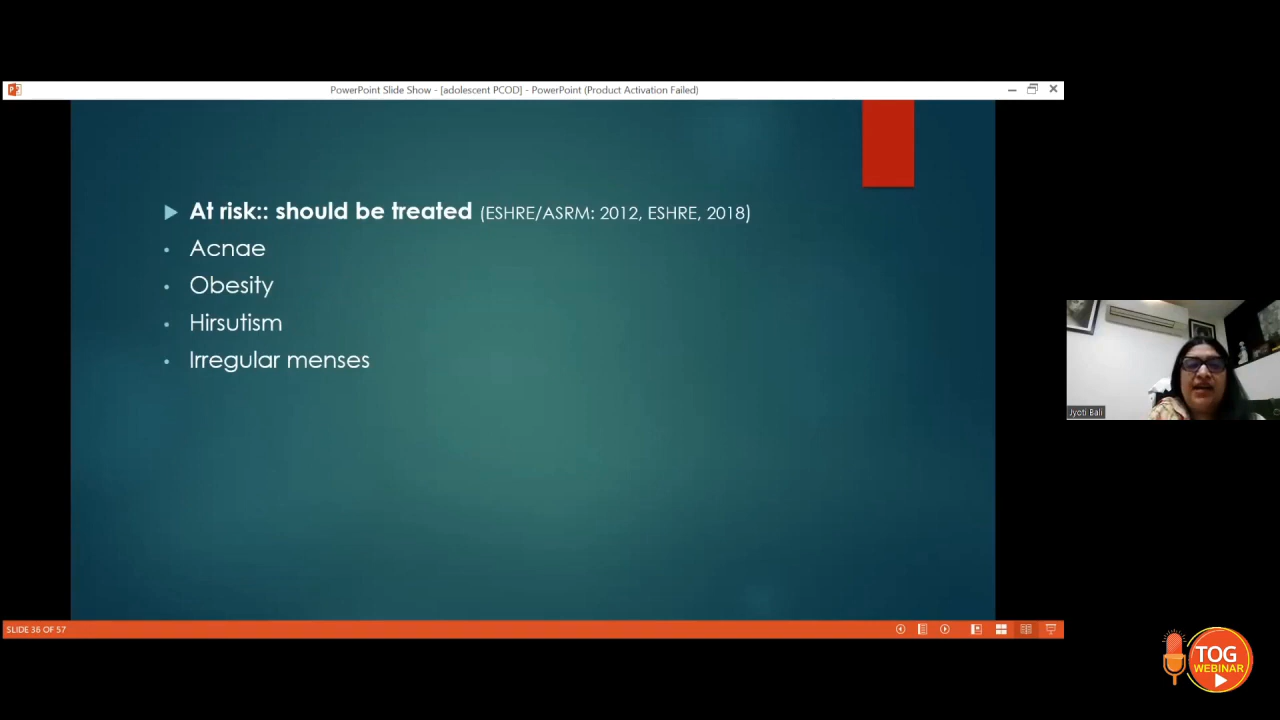 PowerPoint Slide Show - [adolescent PCOD] - PowerPoint (Product Activation Failed)
At risk:: should be treated (ESHRE/ASRM: 2012, ESHRE, 2018)
Acnae
Obesity
Hirsutism
Irregular menses
Jyoti Bali
SLIDE 36 OF 57
TOG
WEBINAR